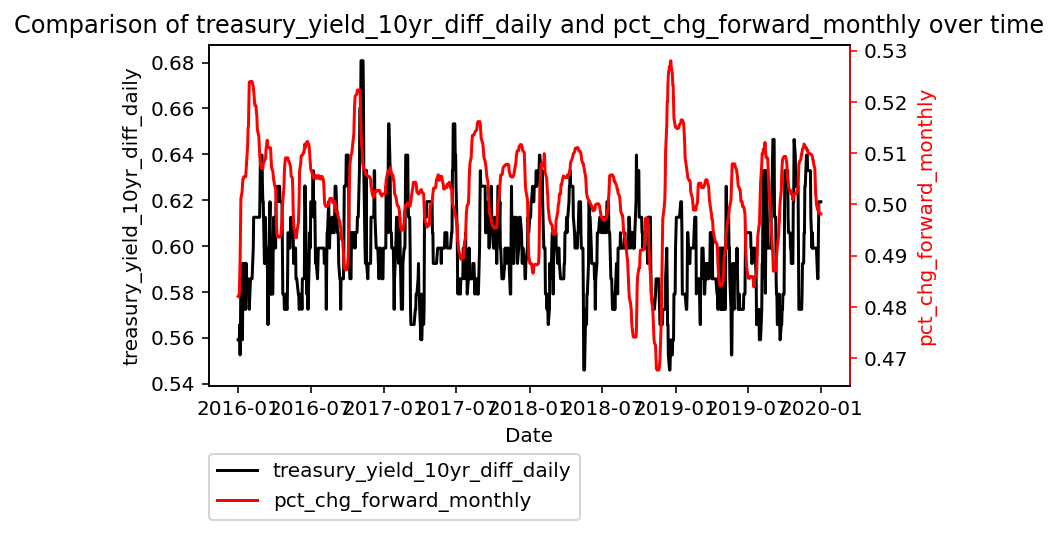 Comparison of treasury_yield_10yr_diff_daily and pct_chg_forward_monthly over time
treasury_yield_10yr_diff_daily
0.68
0.66
0.64
0.62
0.60
0.58
0.56
0.54
0.53
0.52
0.51
0.50
0.49
0.48
0.47
pct_chg_forward_monthly
2016-01 2016-07 2017-01 2017-07 2018-01 2018-07 2019-01 2019-07 2020-01
Date
treasury_yield_10yr_diff_daily
pct_chg_forward_monthly